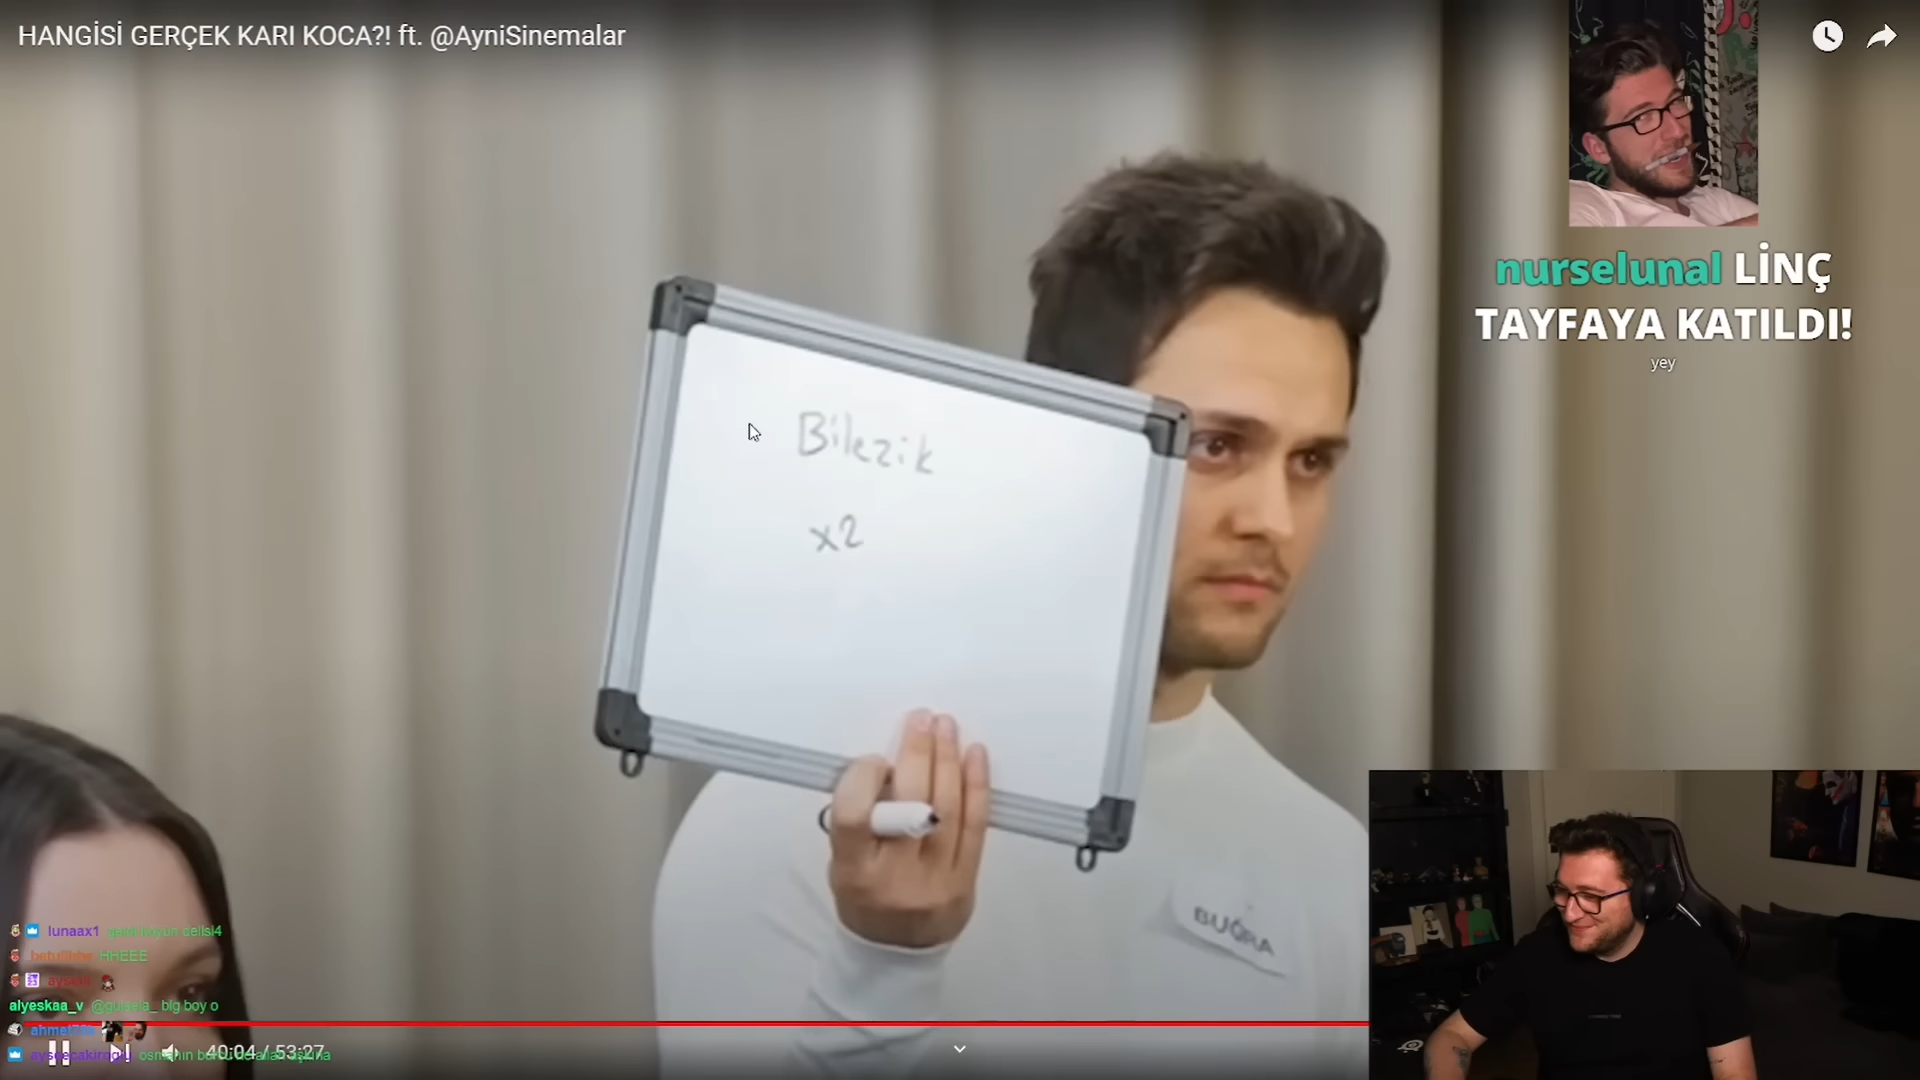 HANGİSİ GERÇEK KARI KOCA?! ft. @AyniSinemalar
nurselunal LİNÇ
TAYFAYA KATILDI!
yey
Bilezik
x2
BUĞRA
lunaax1
HHEEE
alyeskaa_v big boy o
40:04 / 53:27